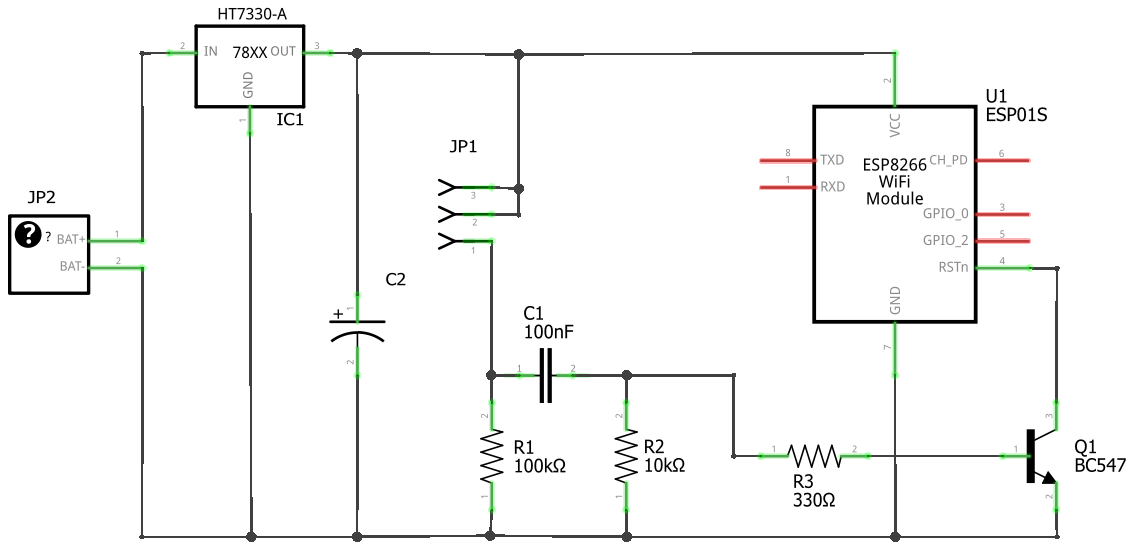 HT7330-A
2 IN 78XX OUT 3
GND
1
IC1
JP2
? ? BAT+ 1
BAT- 2
JP1
3
2
1
C2
+
1
2
C1
100nF
1 2
2
R1
100kΩ
1
2
R2
10kΩ
1
1 2
R3
330Ω
U1
ESP01S
2
VCC
8 TXD
1 RXD
ESP8266
WiFi
Module
CH_PD 6
GPIO_0 3
GPIO_2 5
RSTn 4
GND
7
3
1
2
Q1
BC547